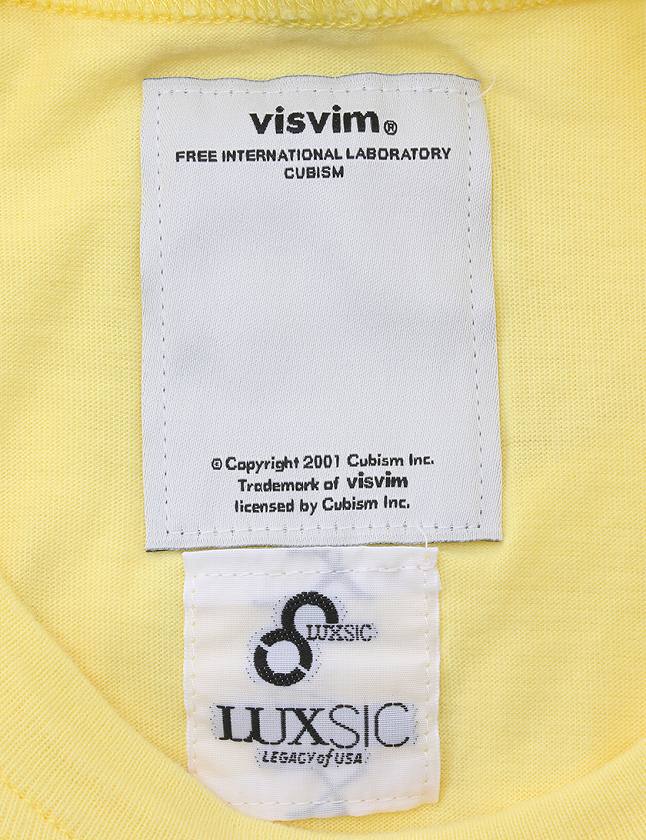 visvim®
FREE INTERNATIONAL LABORATORY
CUBISM
© Copyright 2001 Cubism Inc.
Trademark of visvim
licensed by Cubism Inc.
LUXSIC
LUXSIC
LEGACY of USA